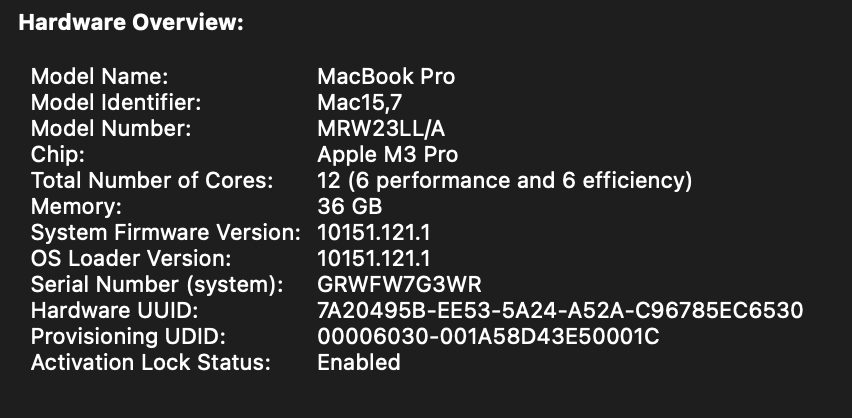 Hardware Overview:
Model Name: MacBook Pro
Model Identifier: Mac15,7
Model Number: MRW23LL/A
Chip: Apple M3 Pro
Total Number of Cores: 12 (6 performance and 6 efficiency)
Memory: 36 GB
System Firmware Version: 10151.121.1
OS Loader Version: 10151.121.1
Serial Number (system): GRWFW7G3WR
Hardware UUID: 7A20495B-EE53-5A24-A52A-C96785EC6530
Provisioning UDID: 00006030-001A58D43E50001C
Activation Lock Status: Enabled